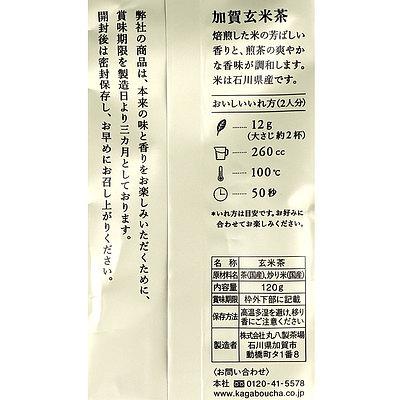 加賀玄米茶
焙煎した米の芳ばしい
香りと、煎茶の爽やか
な香味が調和します。
米は石川県産です。
おいしいいれ方(2人分)
12g
(大さじ約2杯)
260cc
100℃
50秒
*いれ方は目安です。お好みに
合わせてお楽しみください。
名称 玄米茶
原材料名 茶(国産)、炒り米(国産)
内容量 120g
賞味期限 枠外下部に記載
保存方法 高温多湿を避け、移り
香にご注意ください
製造者 株式会社丸八製茶場
石川県加賀市
動橋町タ1番8
〈お問い合わせ〉
本社 0120-41-5578
www.kagaboucha.co.jp
弊社の商品は、本来の味と香りをお楽しみいただくために、
賞味期限を製造日より三カ月としております。
開封後は密封保存し、お早めにお召し上がりください。